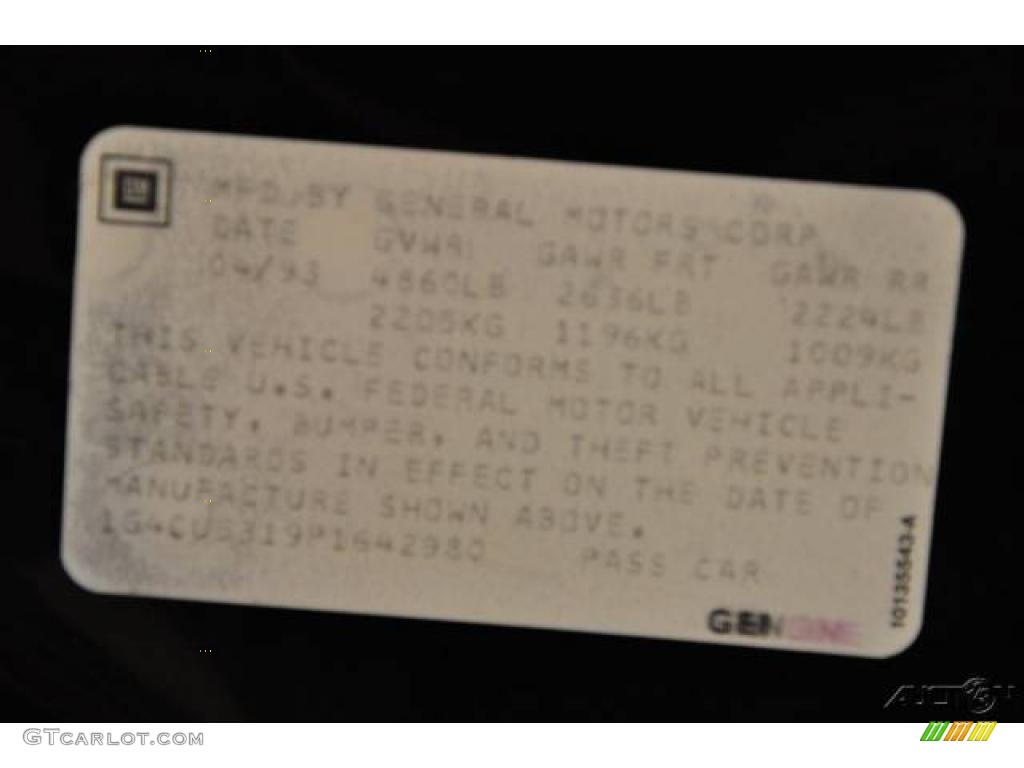 GM
MFD. BY GENERAL MOTORS CORP
DATE GVWR GAWR FRT GAWR RR
04/93 4860LB 2636LB 2224LB
2205KG 1196KG 1009KG
THIS VEHICLE CONFORMS TO ALL APPLI-
CABLE U.S. FEDERAL MOTOR VEHICLE
SAFETY, BUMPER, AND THEFT PREVENTION
STANDARDS IN EFFECT ON THE DATE OF
MANUFACTURE SHOWN ABOVE.
1G4CU5319P1642980 PASS CAR
GENUINE
10135543-A
GTCARLOT.COM